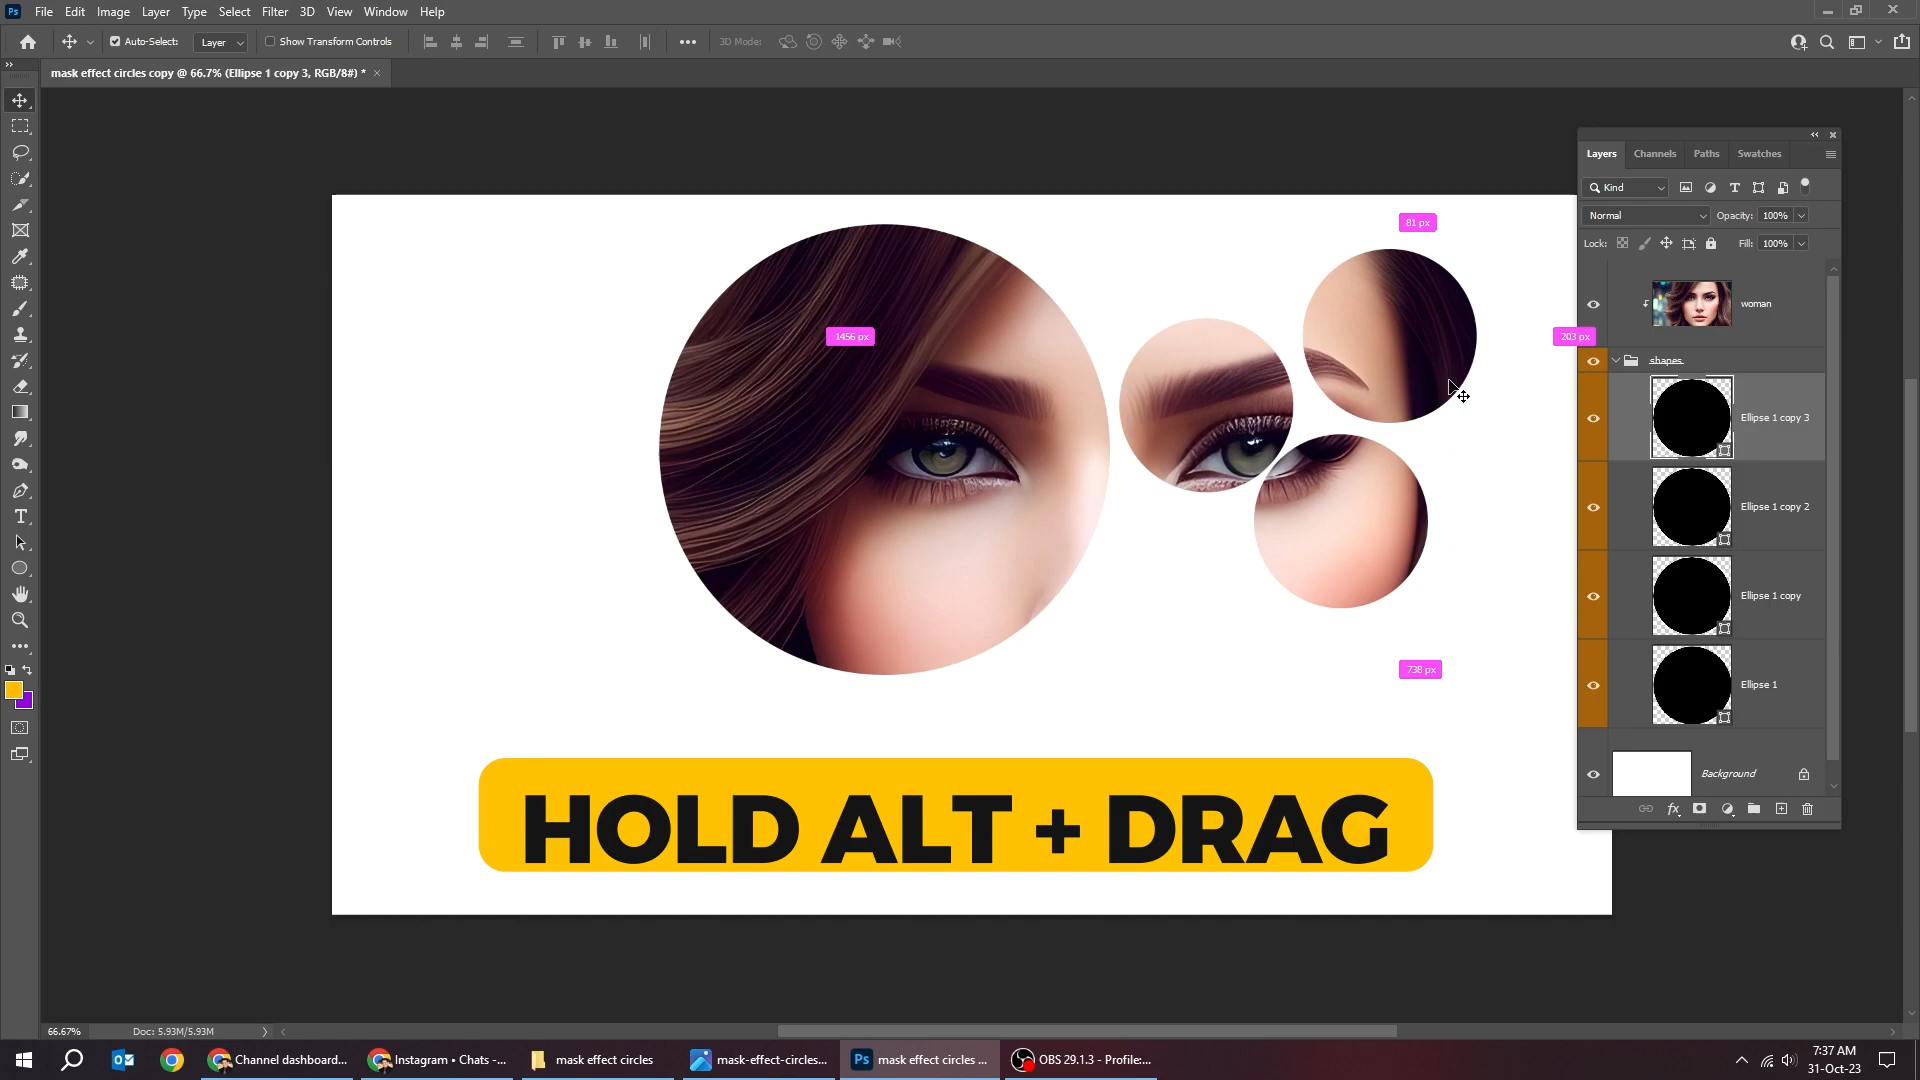 Ps File Edit Image Layer Type Select Filter 3D View Window Help
Auto-Select: Layer Show Transform Controls 3D Mode:
mask effect circles copy @ 66.7% (Ellipse 1 copy 3, RGB/8#) * ×
Layers Channels Paths Swatches
Kind
Normal Opacity: 100%
Lock: Fill: 100%
woman
shapes
Ellipse 1 copy 3
Ellipse 1 copy 2
Ellipse 1 copy
Ellipse 1
Background
fx
81 px
1456 px
203 px
738 px
HOLD ALT + DRAG
66.67% Doc: 5.93M/5.93M
Channel dashboard... Instagram • Chats -... mask effect circles mask-effect-circles... Ps mask effect circles ... OBS 29.1.3 - Profile:...
7:37 AM
31-Oct-23